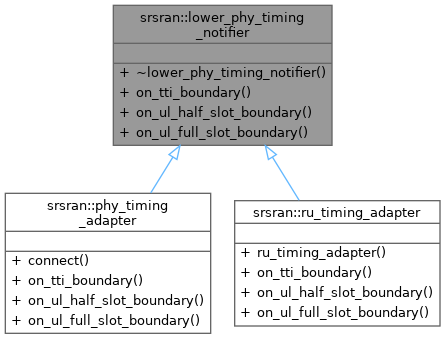 srsran::lower_phy_timing
_notifier
+ ~lower_phy_timing_notifier()
+ on_tti_boundary()
+ on_ul_half_slot_boundary()
+ on_ul_full_slot_boundary()
srsran::phy_timing
_adapter
+ connect()
+ on_tti_boundary()
+ on_ul_half_slot_boundary()
+ on_ul_full_slot_boundary()
srsran::ru_timing_adapter
+ ru_timing_adapter()
+ on_tti_boundary()
+ on_ul_half_slot_boundary()
+ on_ul_full_slot_boundary()